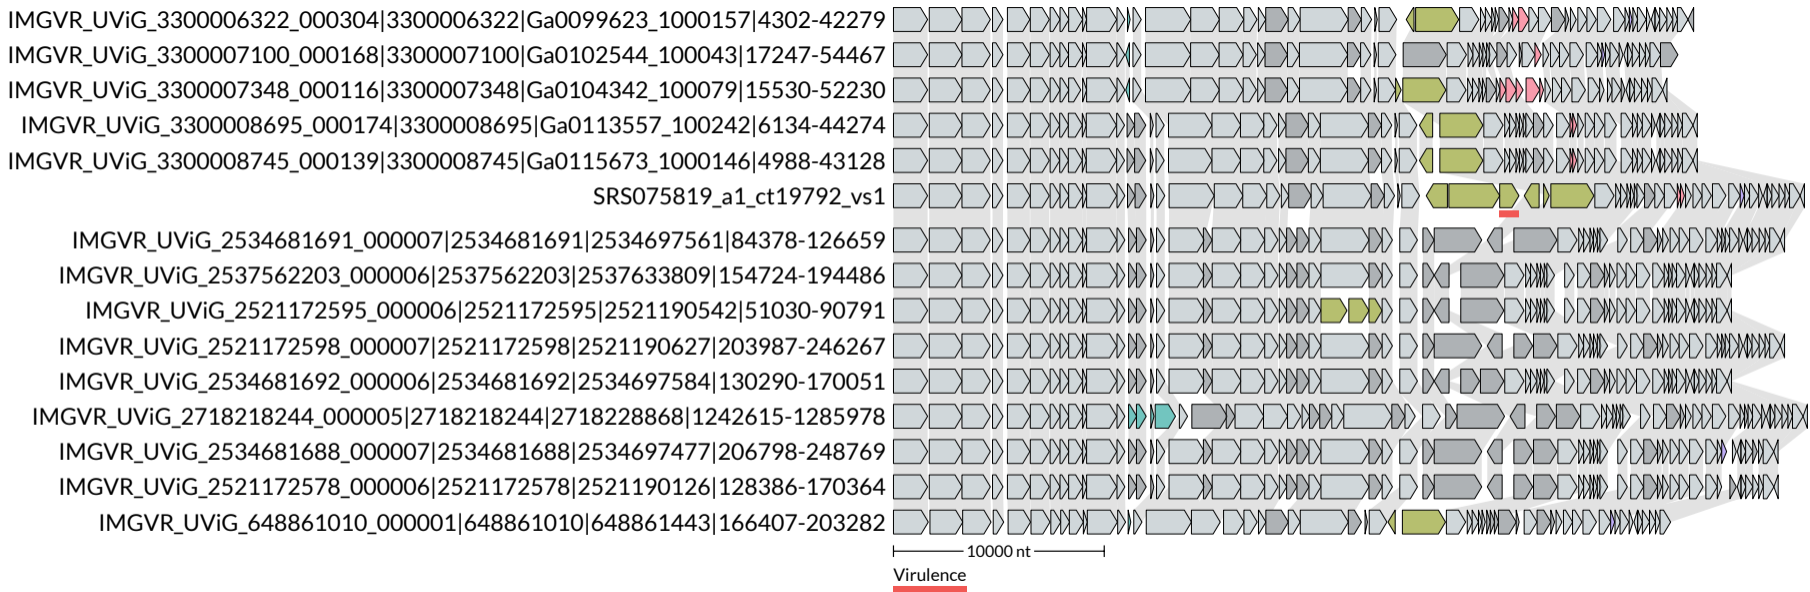 IMGVR_UViG_3300006322_000304|3300006322|Ga0099623_1000157|4302-42279
IMGVR_UViG_3300007100_000168|3300007100|Ga0102544_100043|17247-54467
IMGVR_UViG_3300007348_000116|3300007348|Ga0104342_100079|15530-52230
IMGVR_UViG_3300008695_000174|3300008695|Ga0113557_100242|6134-44274
IMGVR_UViG_3300008745_000139|3300008745|Ga0115673_1000146|4988-43128
SRS075819_a1_ct19792_vs1
IMGVR_UViG_2534681691_000007|2534681691|2534697561|84378-126659
IMGVR_UViG_2537562203_000006|2537562203|2537633809|154724-194486
IMGVR_UViG_2521172595_000006|2521172595|2521190542|51030-90791
IMGVR_UViG_2521172598_000007|2521172598|2521190627|203987-246267
IMGVR_UViG_2534681692_000006|2534681692|2534697584|130290-170051
IMGVR_UViG_2718218244_000005|2718218244|2718228868|1242615-1285978
IMGVR_UViG_2534681688_000007|2534681688|2534697477|206798-248769
IMGVR_UViG_2521172578_000006|2521172578|2521190126|128386-170364
IMGVR_UViG_648861010_000001|648861010|648861443|166407-203282
10000 nt
Virulence